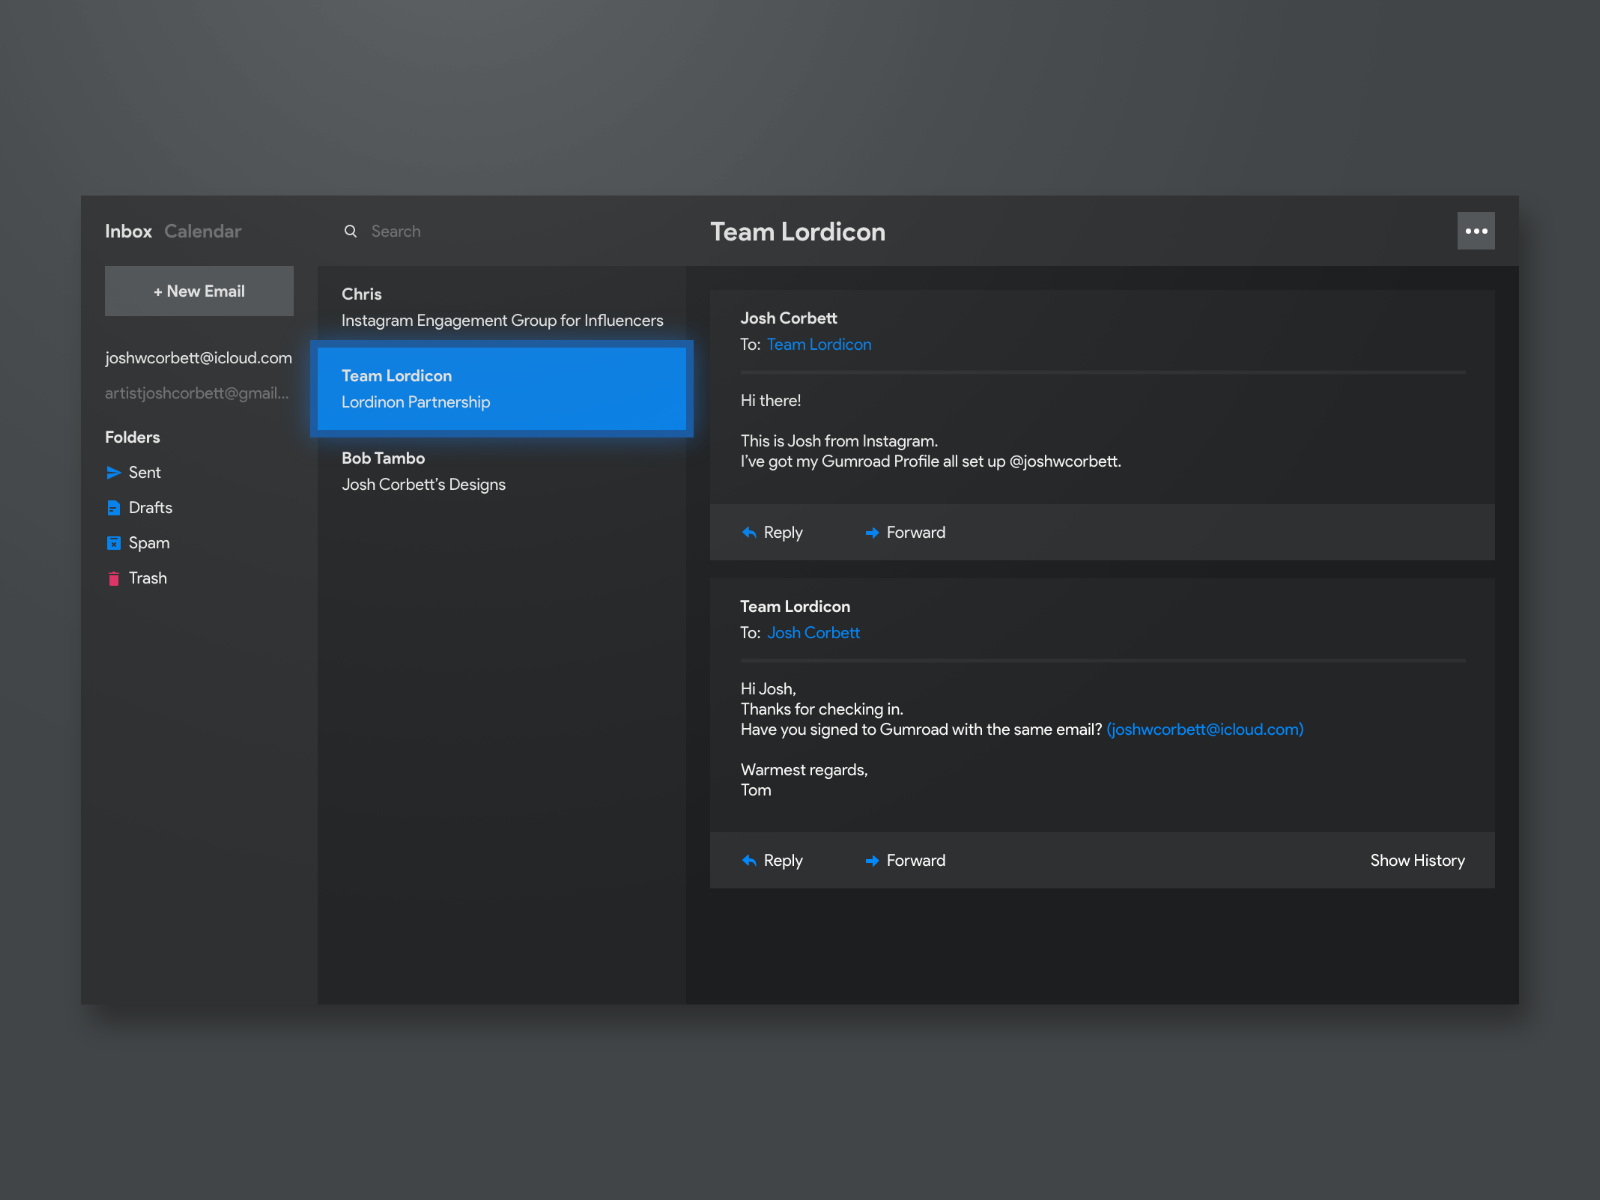 Inbox Calendar
+ New Email
joshwcorbett@icloud.com
artistjoshcorbett@gmail...
Folders
Sent
Drafts
Spam
Trash
Search
Chris
Instagram Engagement Group for Influencers
Team Lordicon
Lordinon Partnership
Bob Tambo
Josh Corbett’s Designs
Team Lordicon
Josh Corbett
To: Team Lordicon
Hi there!
This is Josh from Instagram.
I’ve got my Gumroad Profile all set up @joshwcorbett.
Reply Forward
Team Lordicon
To: Josh Corbett
Hi Josh,
Thanks for checking in.
Have you signed to Gumroad with the same email? (joshwcorbett@icloud.com)
Warmest regards,
Tom
Reply Forward Show History